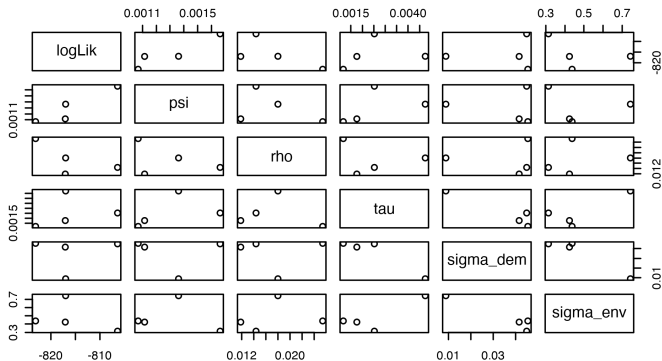 0.0011 0.0015
0.0015 0.0040
0.3 0.5 0.7
logLik
-820
0.0011
psi
rho
0.012
0.0015
tau
sigma_dem
0.01
0.3 0.7
sigma_env
-820 -810
0.012 0.020
0.01 0.03